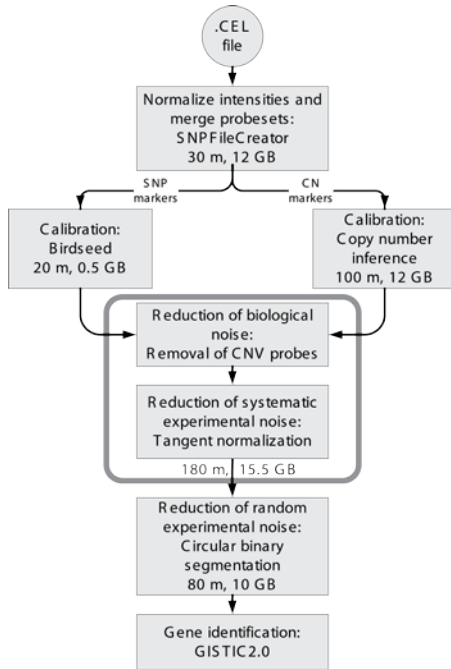 .CEL
file
Normalize intensities and
merge probesets:
SNPFileCreator
30 m, 12 GB
SNP
markers
CN
markers
Calibration:
Birdseed
20 m, 0.5 GB
Calibration:
Copy number
inference
100 m, 12 GB
Reduction of biological
noise:
Removal of CNV probes
Reduction of systematic
experimental noise:
Tangent normalization
180 m, 15.5 GB
Reduction of random
experimental noise:
Circular binary
segmentation
80 m, 10 GB
Gene identification:
GISTIC2.0